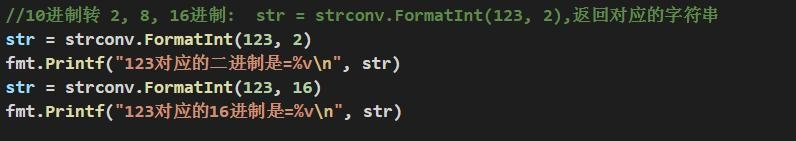 //10进制转 2, 8, 16进制:  str = strconv.FormatInt(123, 2),返回对应的字符串
str = strconv.FormatInt(123, 2)
fmt.Printf("123对应的二进制是=%v\n", str)
str = strconv.FormatInt(123, 16)
fmt.Printf("123对应的16进制是=%v\n", str)